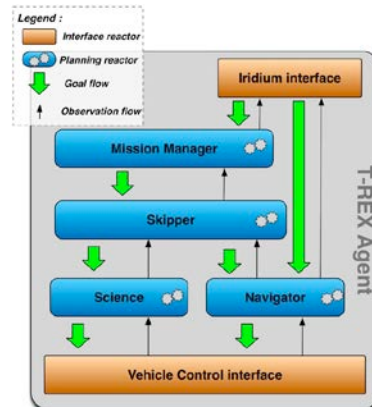 Legend :
Interface reactor
Planning reactor
Goal flow
Observation flow
Iridium interface
Mission Manager
Skipper
Science
Navigator
Vehicle Control interface
T-REX Agent